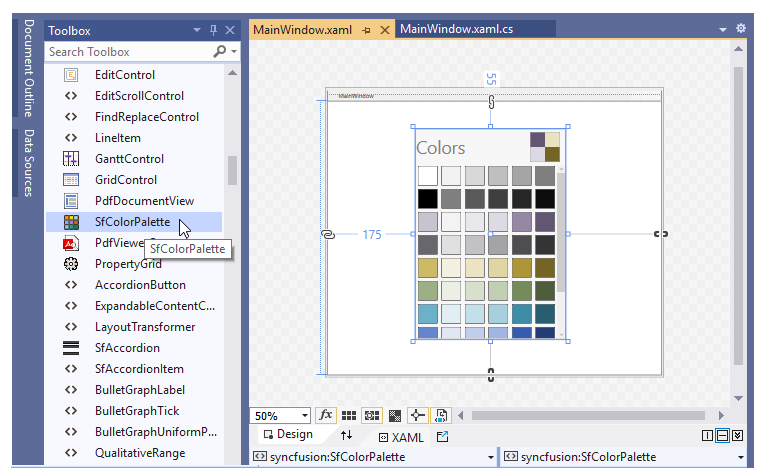 Document Outline
Data Sources
Toolbox
Search Toolbox
EditControl
EditScrollControl
FindReplaceControl
LineItem
GanttControl
GridControl
PdfDocumentView
SfColorPalette
PdfViewer
SfColorPalette
PropertyGrid
AccordionButton
ExpandableContentC...
LayoutTransformer
SfAccordion
SfAccordionItem
BulletGraphLabel
BulletGraphTick
BulletGraphUniformP...
QualitativeRange
MainWindow.xaml
MainWindow.xaml.cs
55
MainWindow
Colors
175
50%
fx
Design
XAML
syncfusion:SfColorPalette
syncfusion:SfColorPalette